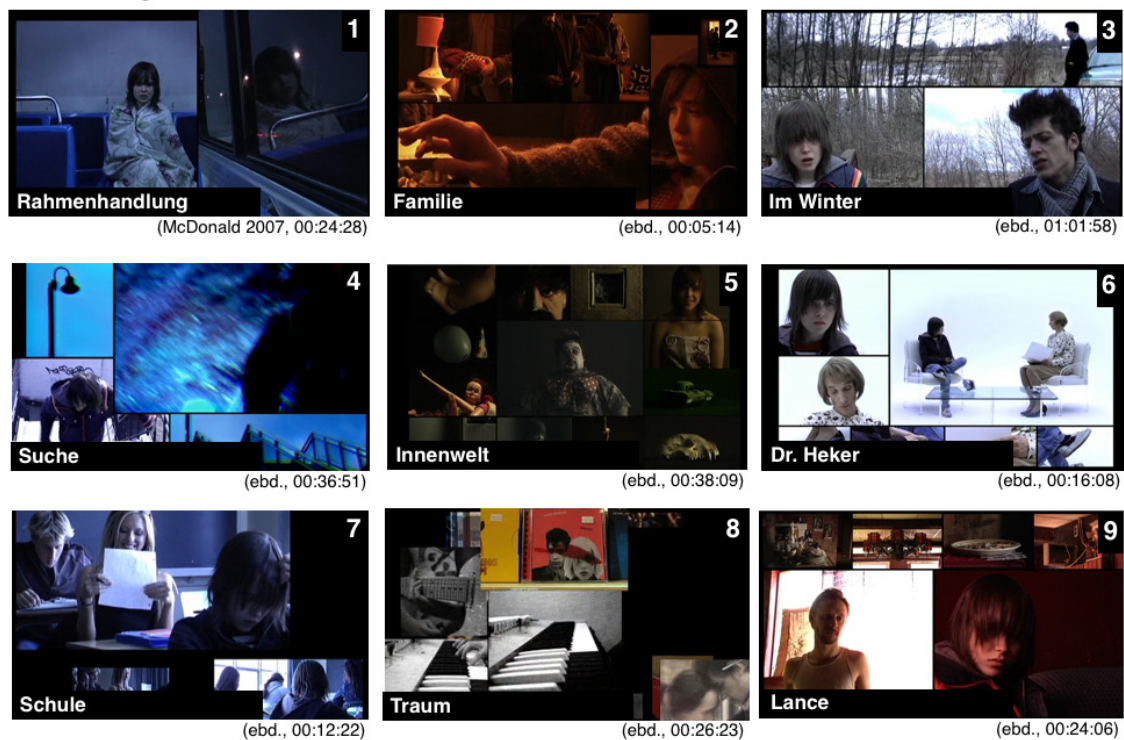 1
Rahmenhandlung
(McDonald 2007, 00:24:28)
2
Familie
(ebd., 00:05:14)
3
Im Winter
(ebd., 01:01:58)
4
Suche
(ebd., 00:36:51)
5
Innenwelt
(ebd., 00:38:09)
6
Dr. Heker
(ebd., 00:16:08)
7
Schule
(ebd., 00:12:22)
8
Traum
(ebd., 00:26:23)
9
Lance
(ebd., 00:24:06)